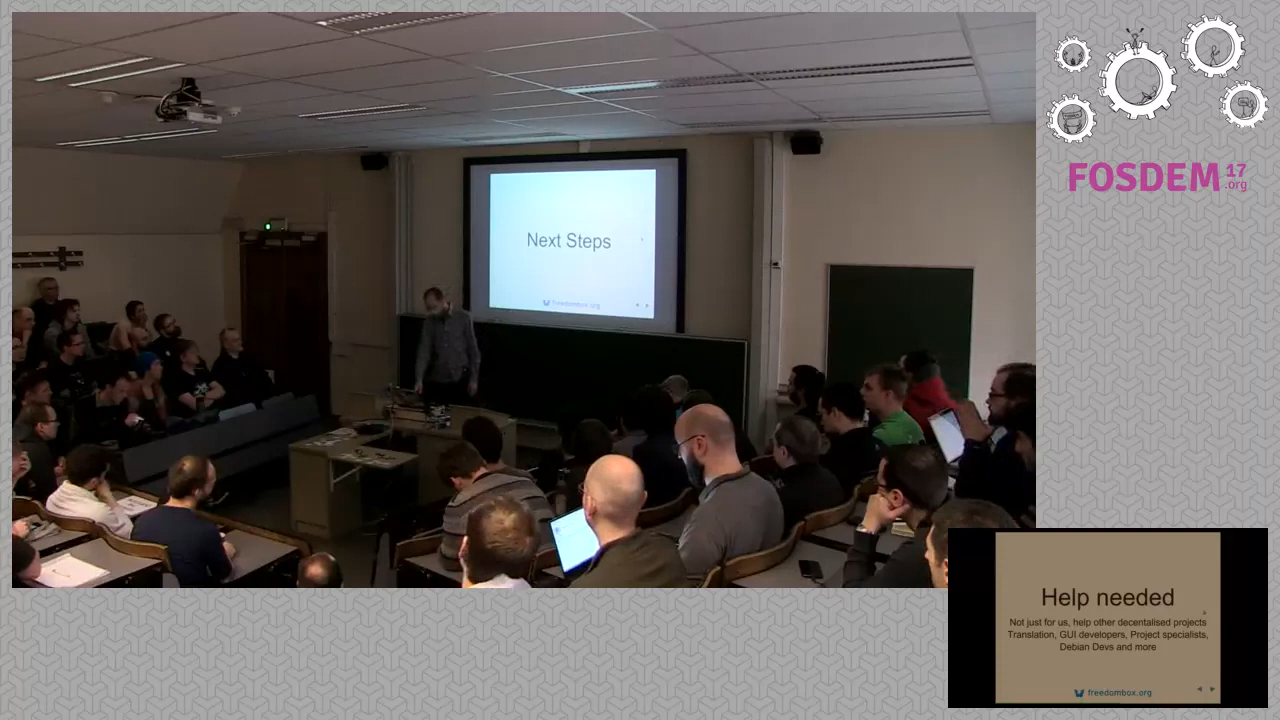 FOSDEM 17
.org
Next Steps
freedombox.org
Help needed
Not just for us, help other decentalised projects
Translation, GUI developers, Project specialists,
Debian Devs and more
freedombox.org